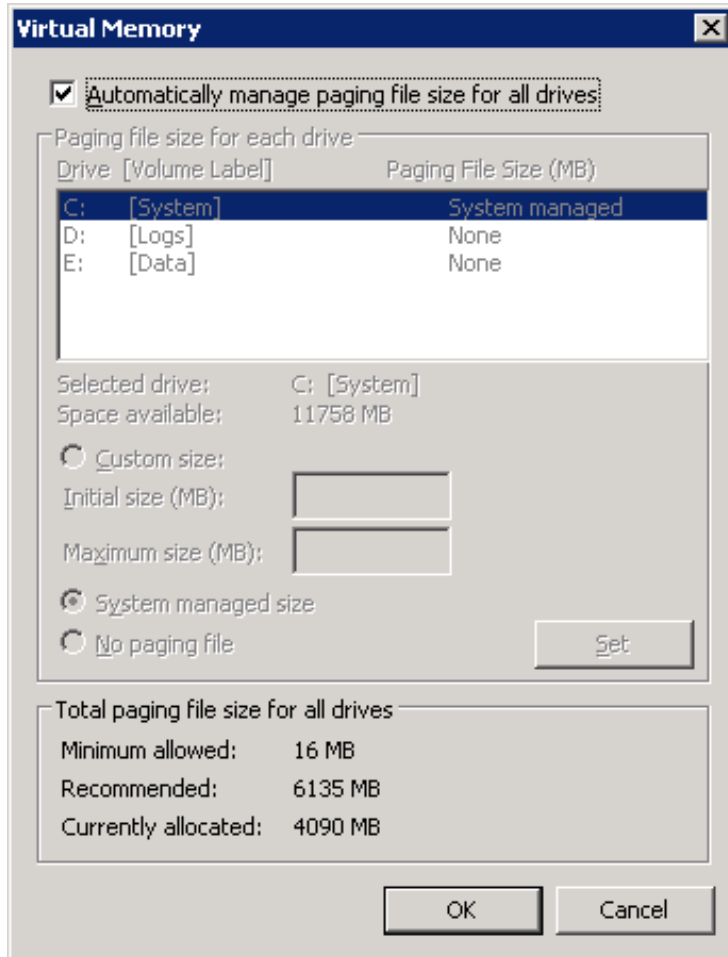 Virtual Memory
Automatically manage paging file size for all drives
Paging file size for each drive
Drive [Volume Label] Paging File Size (MB)
C: [System] System managed
D: [Logs] None
E: [Data] None
Selected drive: C: [System]
Space available: 11758 MB
Custom size:
Initial size (MB):
Maximum size (MB):
System managed size
No paging file Set
Total paging file size for all drives
Minimum allowed: 16 MB
Recommended: 6135 MB
Currently allocated: 4090 MB
OK Cancel